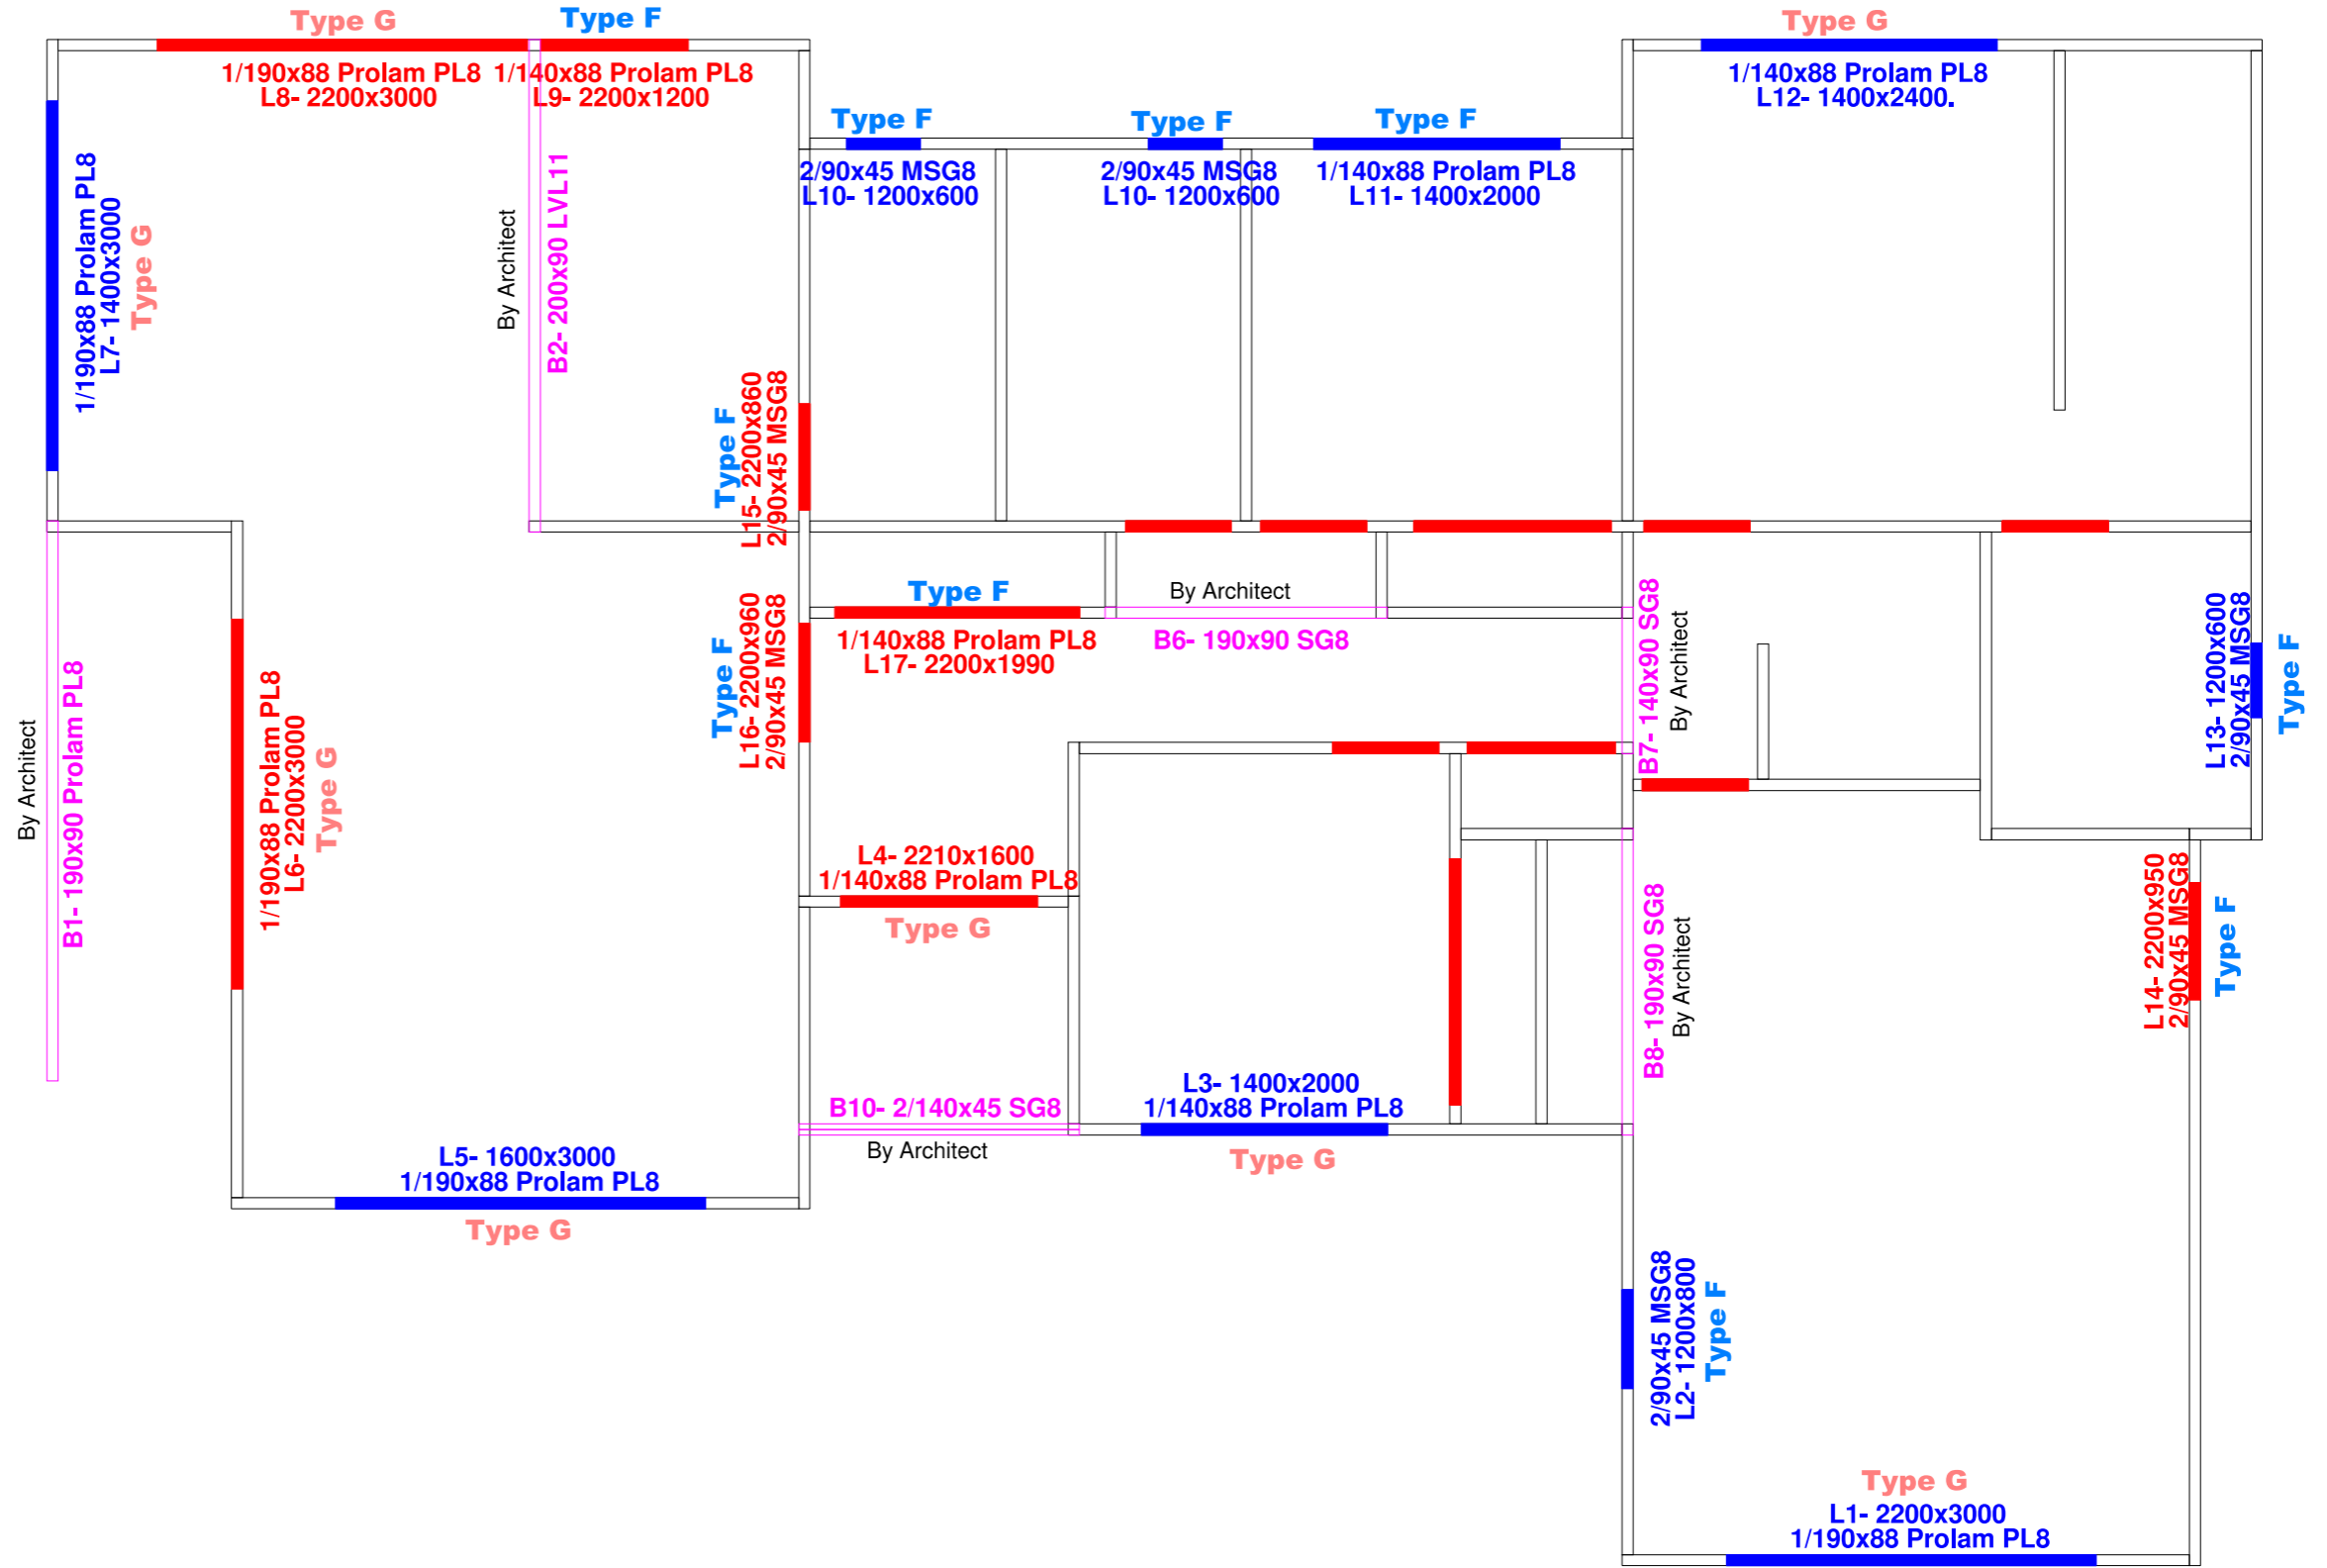 Type G
Type F
Type G
1/190x88 Prolam PL8
L8- 2200x3000
1/140x88 Prolam PL8
L9- 2200x1200
1/140x88 Prolam PL8
L12- 1400x2400.
Type F
Type F
Type F
2/90x45 MSG8
L10- 1200x600
2/90x45 MSG8
L10- 1200x600
1/140x88 Prolam PL8
L11- 1400x2000
1/190x88 Prolam PL8
L7- 1400x3000
Type G
By Architect
B2- 200x90 LVL11
Type F
L15- 2200x860
2/90x45 MSG8
Type F
1/140x88 Prolam PL8
L17- 2200x1990
By Architect
B6- 190x90 SG8
Type F
L16- 2200x960
2/90x45 MSG8
B7- 140x90 SG8
By Architect
L13- 1200x600
2/90x45 MSG8
Type F
By Architect
B1- 190x90 Prolam PL8
1/190x88 Prolam PL8
L6- 2200x3000
Type G
L4- 2210x1600
1/140x88 Prolam PL8
Type G
B8- 190x90 SG8
By Architect
L14- 2200x950
2/90x45 MSG8
Type F
B10- 2/140x45 SG8
By Architect
L3- 1400x2000
1/140x88 Prolam PL8
Type G
L5- 1600x3000
1/190x88 Prolam PL8
Type G
2/90x45 MSG8
L2- 1200x800
Type F
Type G
L1- 2200x3000
1/190x88 Prolam PL8